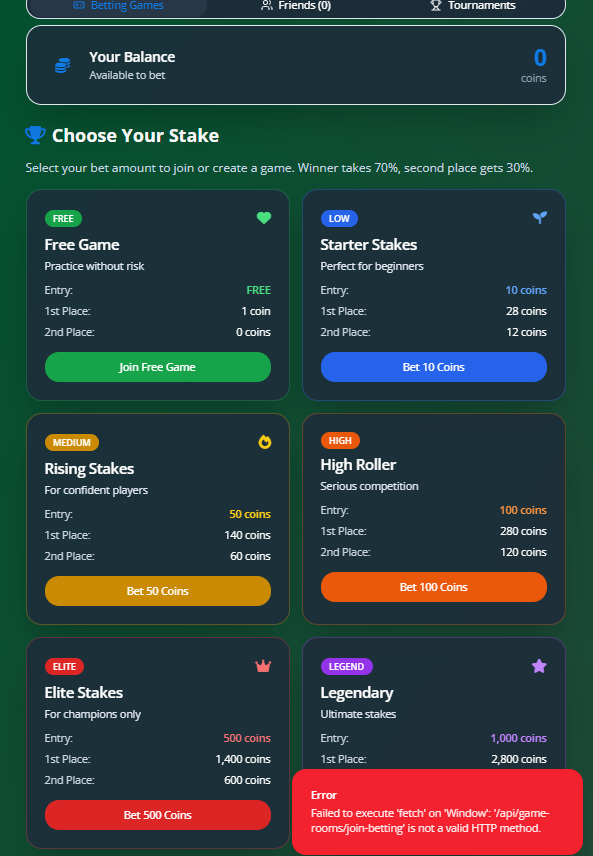 Betting Games
Friends (0)
Tournaments
Your Balance
Available to bet
0
coins
Choose Your Stake
Select your bet amount to join or create a game. Winner takes 70%, second place gets 30%.
FREE
Free Game
Practice without risk
Entry: FREE
1st Place: 1 coin
2nd Place: 0 coins
Join Free Game
LOW
Starter Stakes
Perfect for beginners
Entry: 10 coins
1st Place: 28 coins
2nd Place: 12 coins
Bet 10 Coins
MEDIUM
Rising Stakes
For confident players
Entry: 50 coins
1st Place: 140 coins
2nd Place: 60 coins
Bet 50 Coins
HIGH
High Roller
Serious competition
Entry: 100 coins
1st Place: 280 coins
2nd Place: 120 coins
Bet 100 Coins
ELITE
Elite Stakes
For champions only
Entry: 500 coins
1st Place: 1,400 coins
2nd Place: 600 coins
Bet 500 Coins
LEGEND
Legendary
Ultimate stakes
Entry: 1,000 coins
1st Place: 2,800 coins
Error
Failed to execute 'fetch' on 'Window': '/api/game-
rooms/join-betting' is not a valid HTTP method.